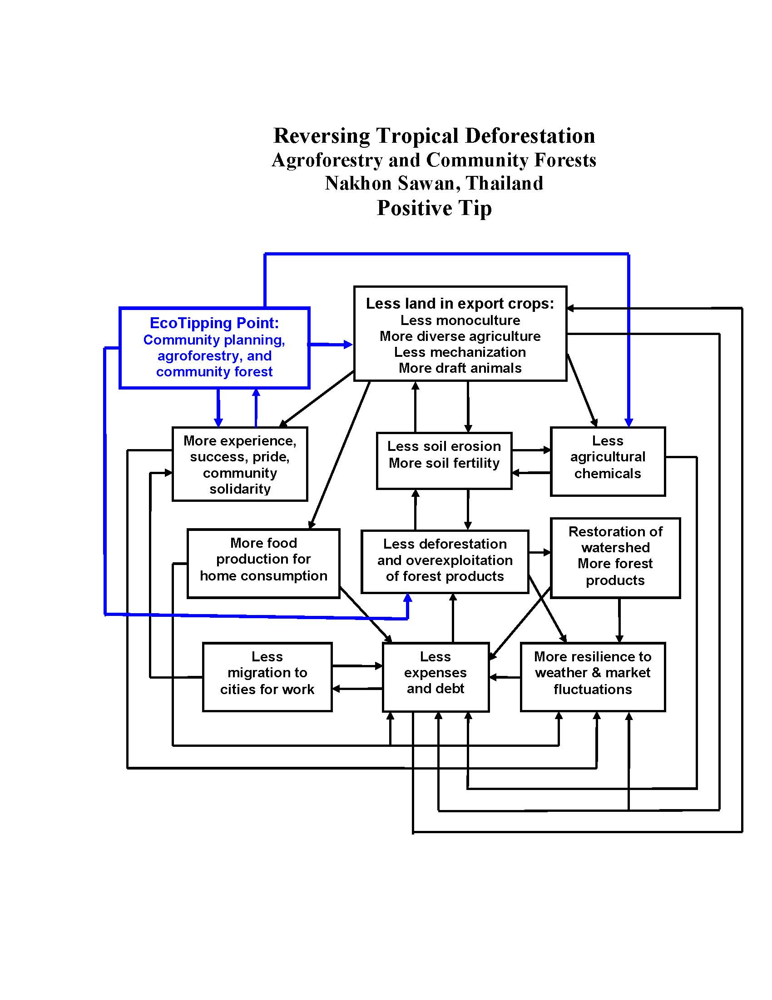 Reversing Tropical Deforestation
Agroforestry and Community Forests
Nakhon Sawan, Thailand
Positive Tip
EcoTipping Point:
Community planning,
agroforestry, and
community forest
Less land in export crops:
Less monoculture
More diverse agriculture
Less mechanization
More draft animals
More experience,
success, pride,
community
solidarity
Less soil erosion
More soil fertility
Less
agricultural
chemicals
More food
production for
home consumption
Less deforestation
and overexploitation
of forest products
Restoration of
watershed
More forest
products
Less
migration to
cities for work
Less
expenses
and debt
More resilience to
weather & market
fluctuations